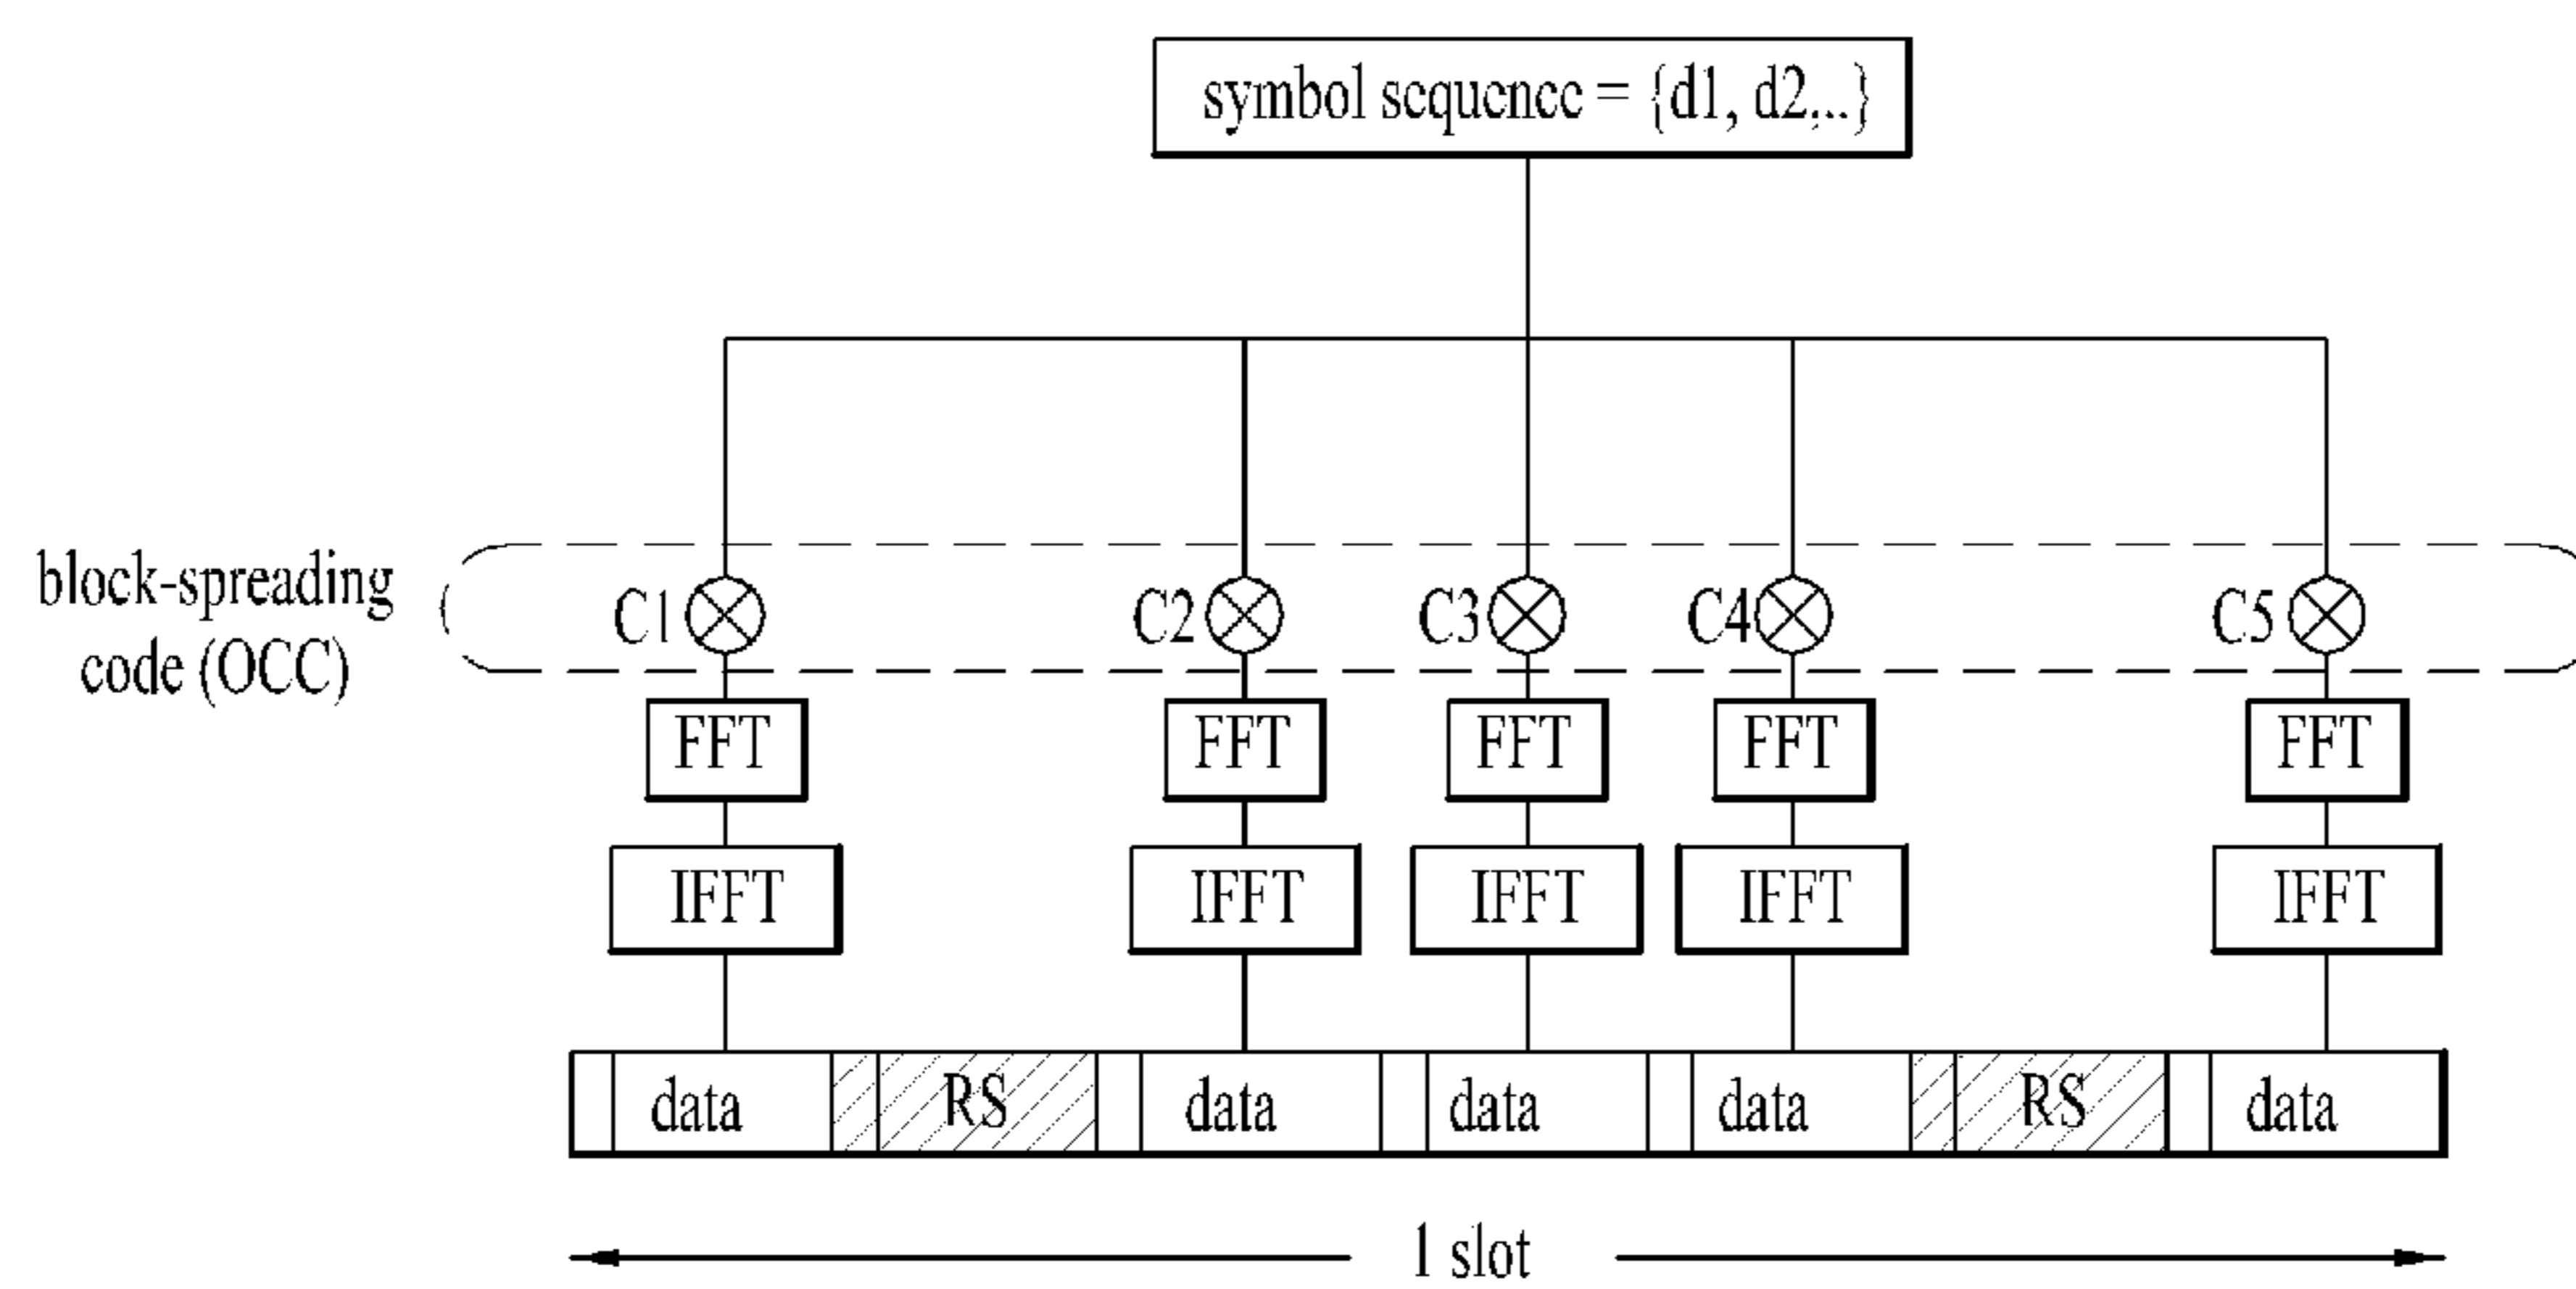 symbol sequence = {d1, d2,..}
block-spreading
code (OCC)
C1 C2 C3 C4 C5
FFT FFT FFT FFT FFT
IFFT IFFT IFFT IFFT IFFT
data RS data data data RS data
1 slot